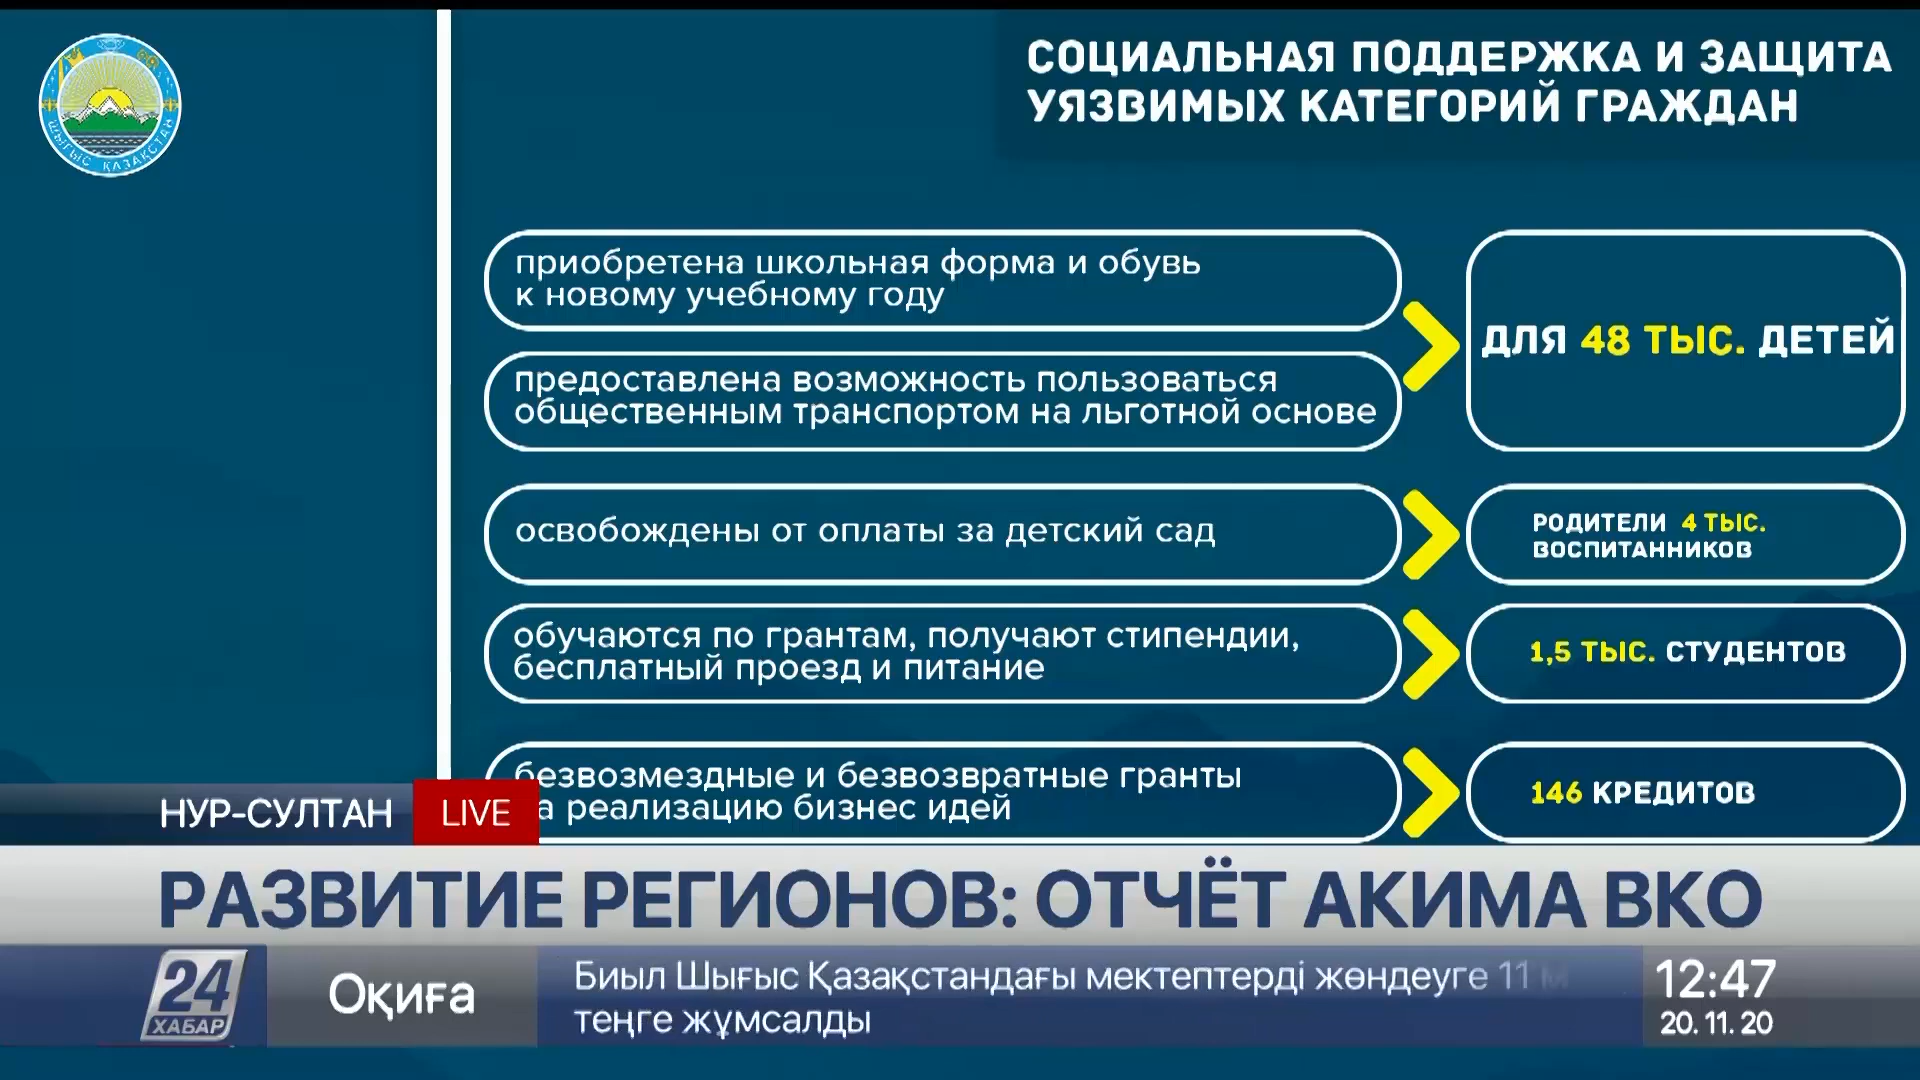 ШЫҒЫС ҚАЗАҚСТАН
СОЦИАЛЬНАЯ ПОДДЕРЖКА И ЗАЩИТА
УЯЗВИМЫХ КАТЕГОРИЙ ГРАЖДАН
приобретена школьная форма и обувь
к новому учебному году
предоставлена возможность пользоваться
общественным транспортом на льготной основе
ДЛЯ 48 ТЫС. ДЕТЕЙ
освобождены от оплаты за детский сад
РОДИТЕЛИ 4 ТЫС.
ВОСПИТАННИКОВ
обучаются по грантам, получают стипендии,
бесплатный проезд и питание
1,5 ТЫС. СТУДЕНТОВ
безвозмездные и безвозвратные гранты
а реализацию бизнес идей
146 КРЕДИТОВ
НУР-СУЛТАН
LIVE
РАЗВИТИЕ РЕГИОНОВ: ОТЧЁТ АКИМА ВКО
24
ХАБАР
Оқиға
Биыл Шығыс Қазақстандағы мектептерді жөндеуге 11
теңге жұмсалды
12:47
20.11.20